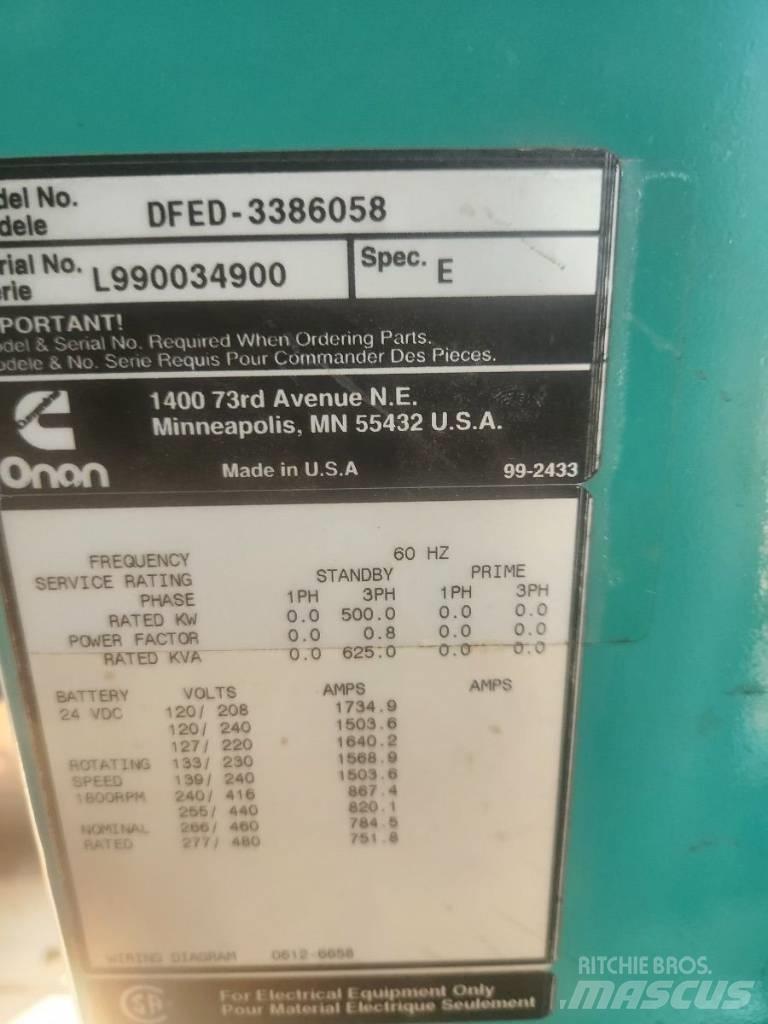 del No. DFED-3386058
dele
rial No. L990034900 Spec. E
rie
PORTANT!
del & Serial No. Required When Ordering Parts.
odele & No. Serie Requis Pour Commander Des Pieces.
1400 73rd Avenue N.E.
Minneapolis, MN 55432 U.S.A.
Onan Made in U.S.A 99-2433
FREQUENCY 60 HZ
SERVICE RATING STANDBY PRIME
PHASE 1PH 3PH 1PH 3PH
RATED KW 0.0 500.0 0.0 0.0
POWER FACTOR 0.0 0.8 0.0 0.0
RATED KVA 0.0 625.0 0.0 0.0
BATTERY VOLTS AMPS AMPS
24 VDC 120/ 208 1734.9
120/ 240 1503.6
127/ 220 1640.2
ROTATING 133/ 230 1568.9
SPEED 139/ 240 1503.6
1800RPM 240/ 416 867.4
255/ 440 820.1
NOMINAL 266/ 460 784.5
RATED 277/ 480 751.8
WIRING DIAGRAM 0612-6658
For Electrical Equipment Only
Pour Material Electrique Seulement
RITCHIE BROS.
MASCUS